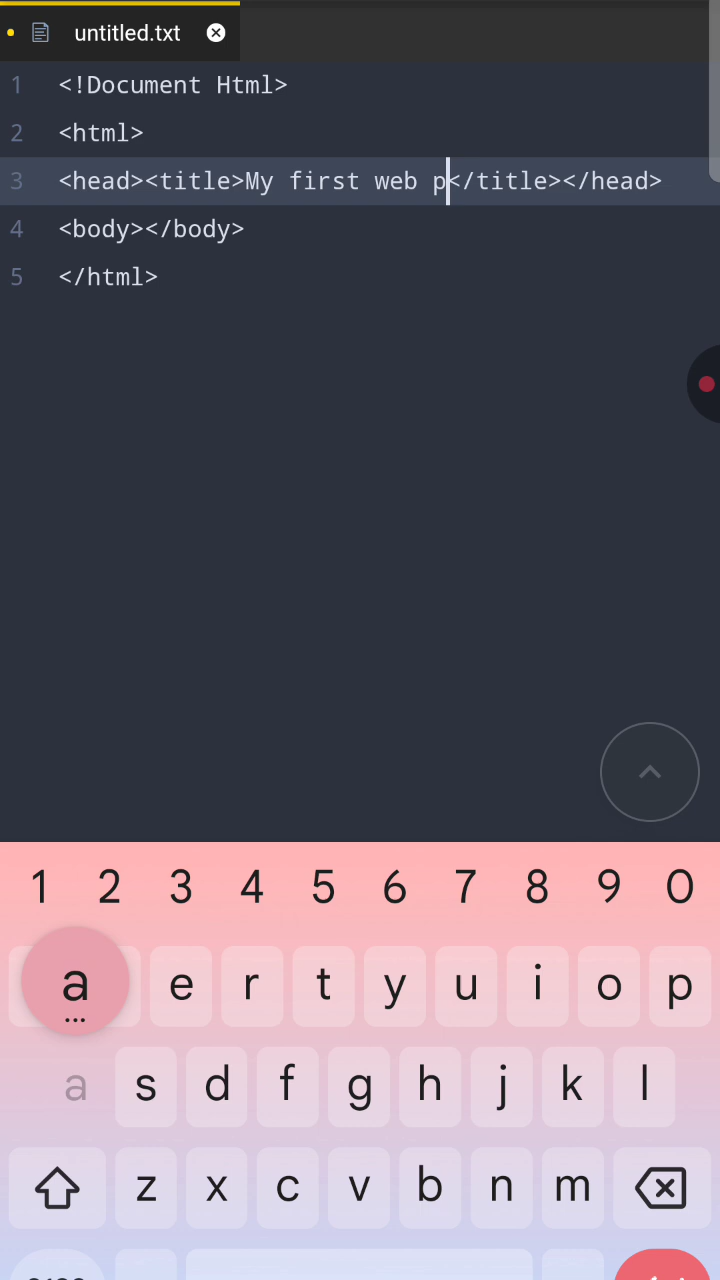 untitled.txt
1 <!Document Html>
2 <html>
3 <head><title>My first web p</title></head>
4 <body></body>
5 </html>
1 2 3 4 5 6 7 8 9 0
a e r t y u i o p
a s d f g h j k l
z x c v b n m